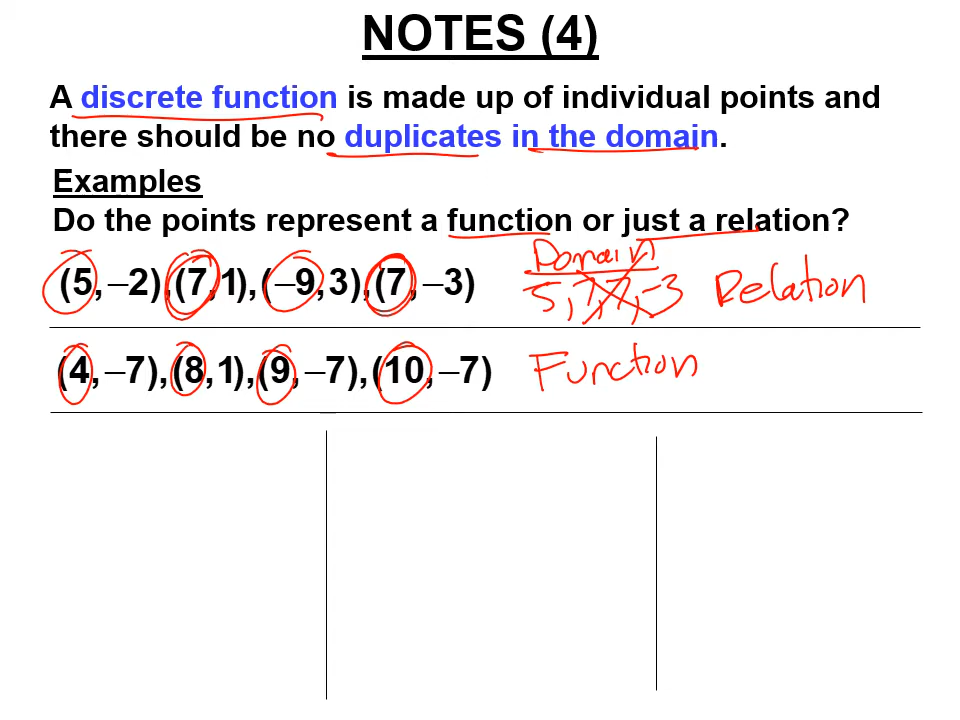 NOTES (4)
A discrete function is made up of individual points and
there should be no duplicates in the domain.
Examples
Do the points represent a function or just a relation?
Domain
(5, −2), (7, 1), (−9, 3), (7, −3) 5, 7, 7, −3 Relation
(4, −7), (8, 1), (9, −7), (10, −7) Function